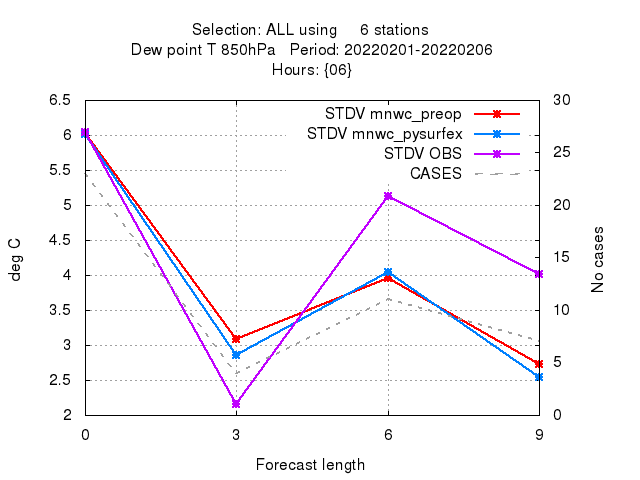 Selection: ALL using 6 stations
Dew point T 850hPa Period: 20220201-20220206
Hours: {06}
STDV mnwc_preop
STDV mnwc_pysurfex
STDV OBS
CASES
deg C
6.5
6
5.5
5
4.5
4
3.5
3
2.5
2
30
25
20
15
10
5
0
No cases
0 3 6 9
Forecast length